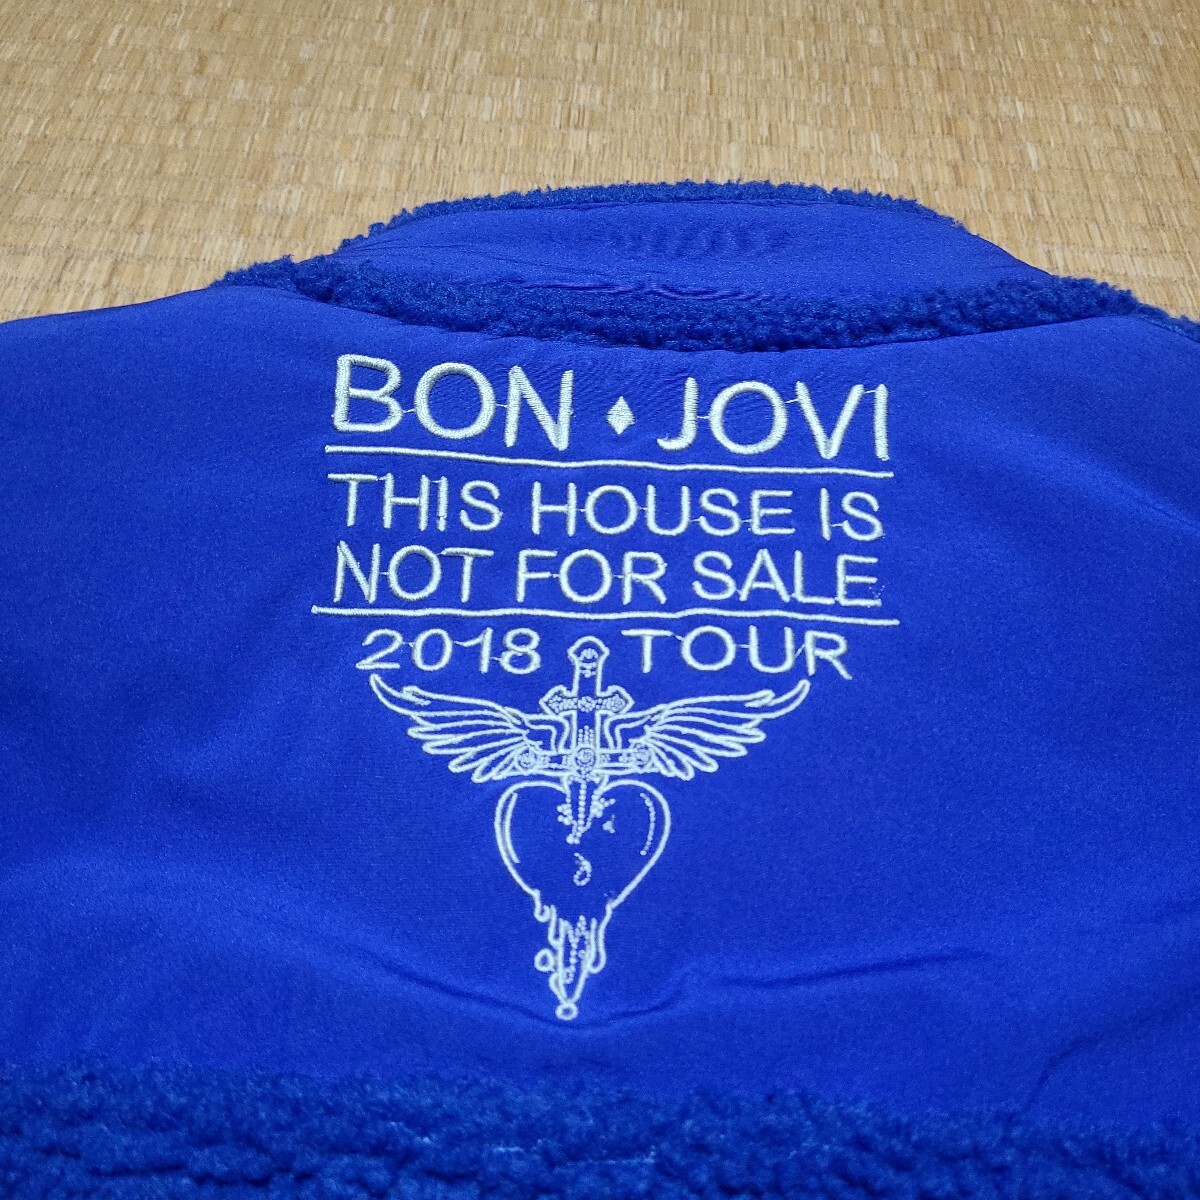 BON ♦ JOVI
THIS HOUSE IS
NOT FOR SALE
2018 TOUR